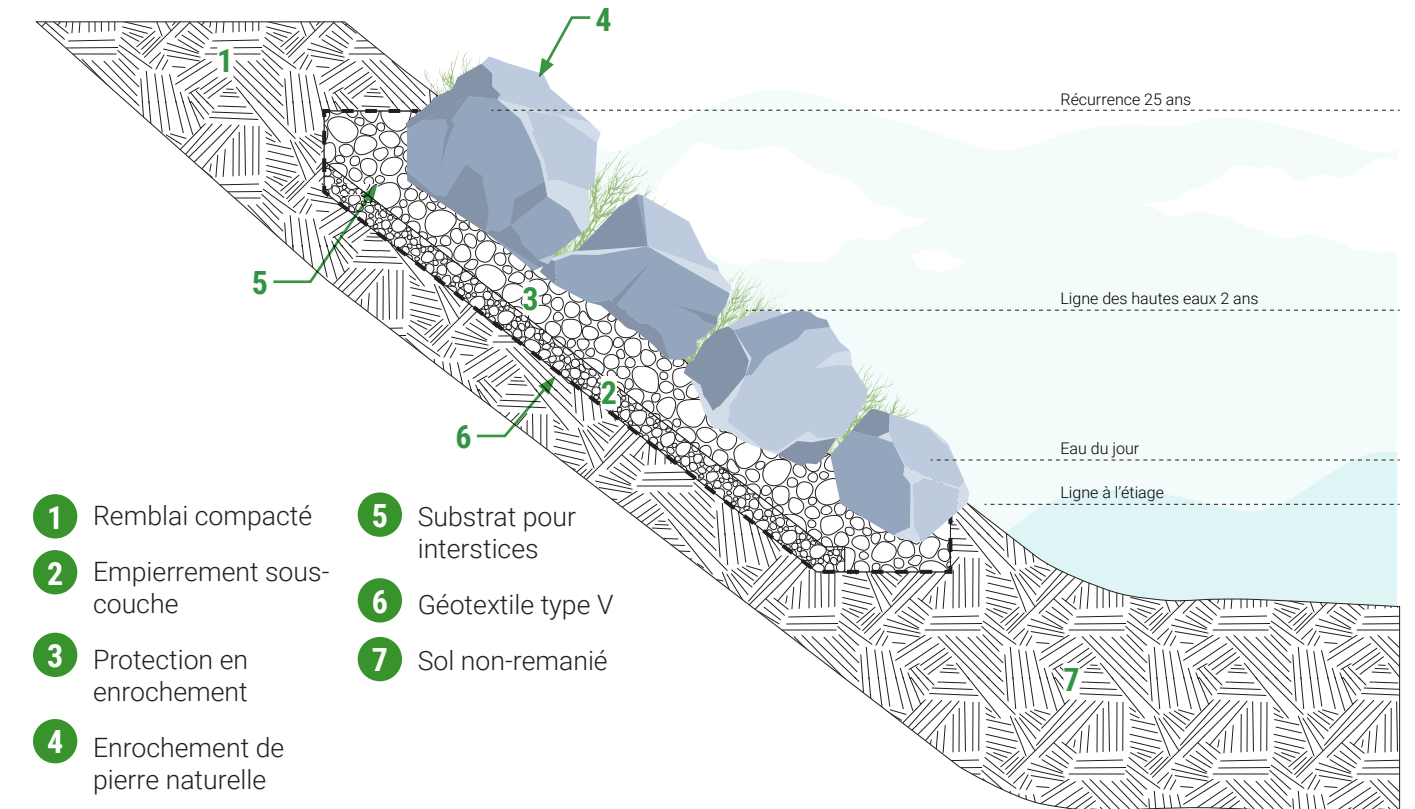 4
1
Récurrence 25 ans
5
3
Ligne des hautes eaux 2 ans
2
6
Eau du jour
Ligne à l'étiage
7
1 Remblai compacté
2 Empierrement sous-
couche
3 Protection en
enrochement
4 Enrochement de
pierre naturelle
5 Substrat pour
interstices
6 Géotextile type V
7 Sol non-remanié